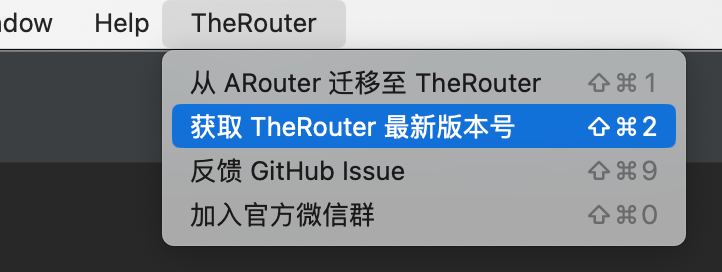 Help TheRouter
从 ARouter 迁移至 TheRouter ⇧⌘1
获取 TheRouter 最新版本号 ⇧⌘2
反馈 GitHub Issue ⇧⌘9
加入官方微信群 ⇧⌘0